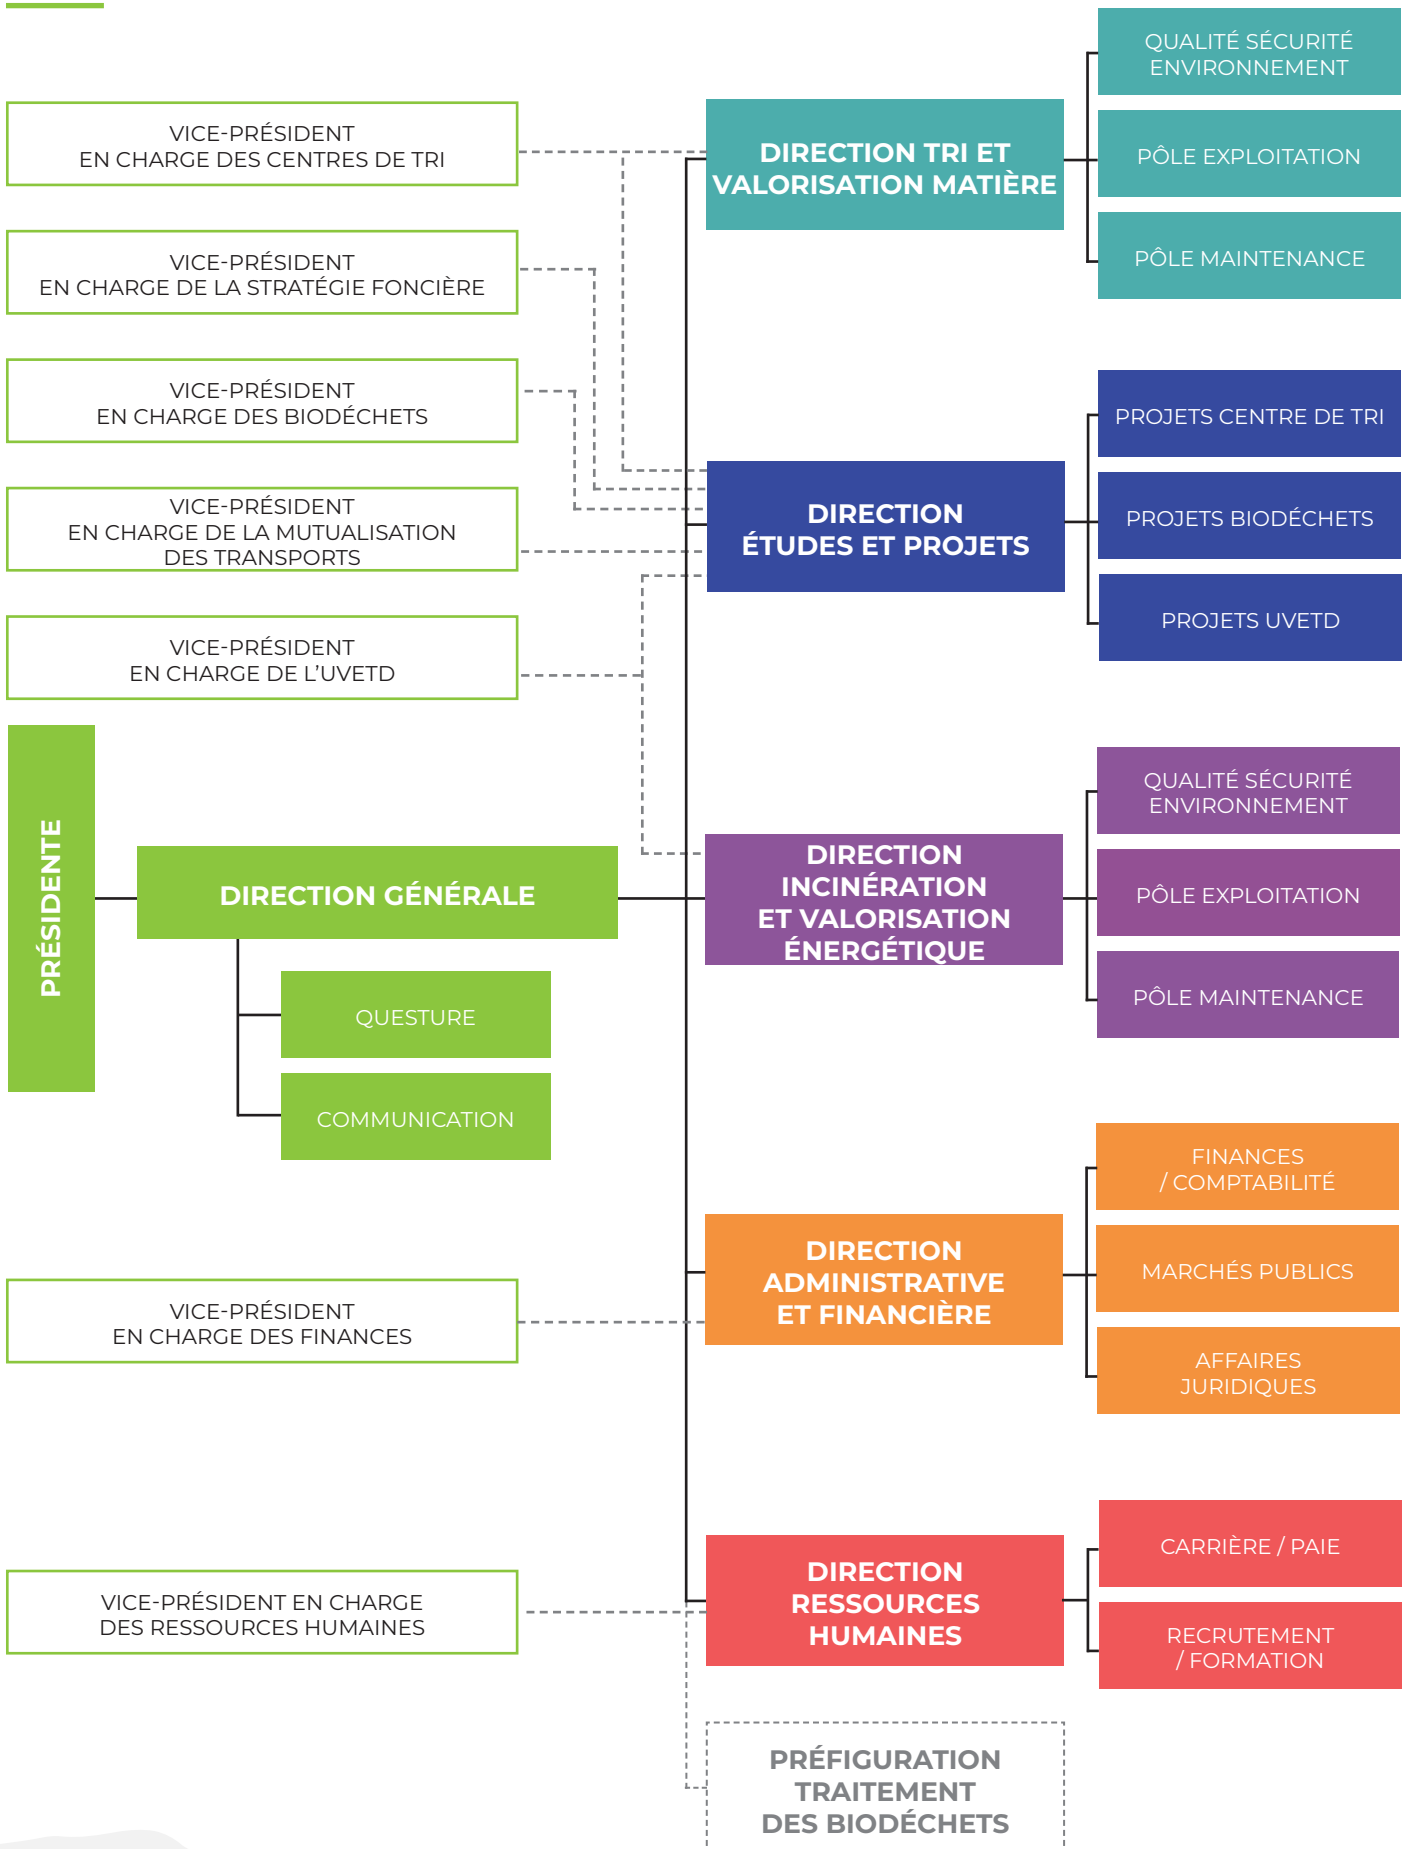 VICE-PRÉSIDENT
EN CHARGE DES CENTRES DE TRI
VICE-PRÉSIDENT
EN CHARGE DE LA STRATÉGIE FONCIÈRE
VICE-PRÉSIDENT
EN CHARGE DES BIODÉCHETS
VICE-PRÉSIDENT
EN CHARGE DE LA MUTUALISATION
DES TRANSPORTS
VICE-PRÉSIDENT
EN CHARGE DE L’UVETD
PRÉSIDENTE
DIRECTION GÉNÉRALE
QUESTURE
COMMUNICATION
VICE-PRÉSIDENT
EN CHARGE DES FINANCES
VICE-PRÉSIDENT EN CHARGE
DES RESSOURCES HUMAINES
DIRECTION TRI ET
VALORISATION MATIÈRE
QUALITÉ SÉCURITÉ
ENVIRONNEMENT
PÔLE EXPLOITATION
PÔLE MAINTENANCE
DIRECTION
ÉTUDES ET PROJETS
PROJETS CENTRE DE TRI
PROJETS BIODÉCHETS
PROJETS UVETD
DIRECTION
INCINÉRATION
ET VALORISATION
ÉNERGÉTIQUE
QUALITÉ SÉCURITÉ
ENVIRONNEMENT
PÔLE EXPLOITATION
PÔLE MAINTENANCE
DIRECTION
ADMINISTRATIVE
ET FINANCIÈRE
FINANCES
/ COMPTABILITÉ
MARCHÉS PUBLICS
AFFAIRES
JURIDIQUES
DIRECTION
RESSOURCES
HUMAINES
CARRIÈRE / PAIE
RECRUTEMENT
/ FORMATION
PRÉFIGURATION
TRAITEMENT
DES BIODÉCHETS